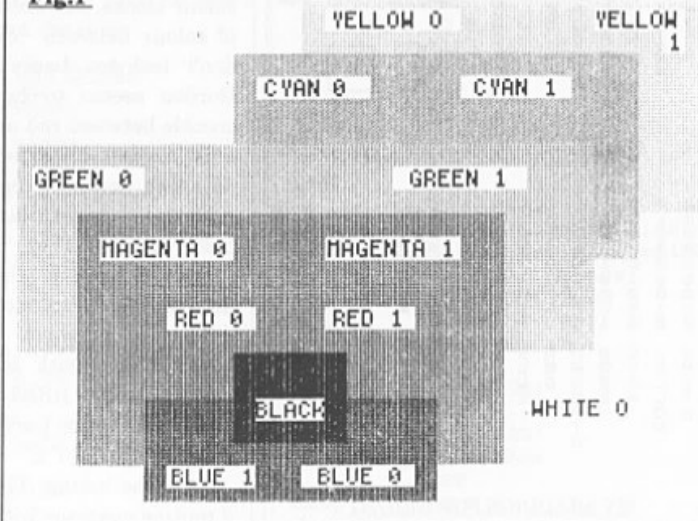 Fig.1
YELLOW 0 YELLOW 1
CYAN 0 CYAN 1
GREEN 0 GREEN 1
MAGENTA 0 MAGENTA 1
RED 0 RED 1
BLACK
WHITE 0
BLUE 1 BLUE 0